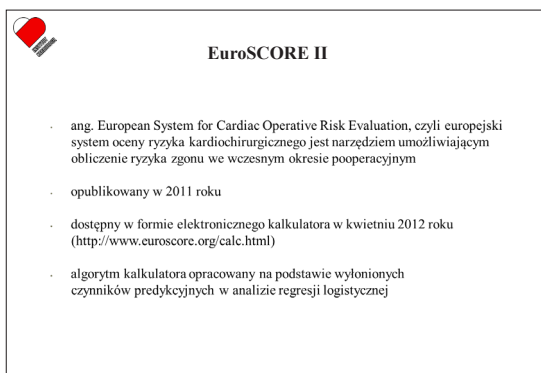 EuroSCORE II
ang. European System for Cardiac Operative Risk Evaluation, czyli europejski
system oceny ryzyka kardiochirurgicznego jest narzędziem umożliwiającym
obliczenie ryzyka zgonu we wczesnym okresie pooperacyjnym
opublikowany w 2011 roku
dostępny w formie elektronicznego kalkulatora w kwietniu 2012 roku
(http://www.euroscore.org/calc.html)
algorytm kalkulatora opracowany na podstawie wyłonionych
czynników predykcyjnych w analizie regresji logistycznej